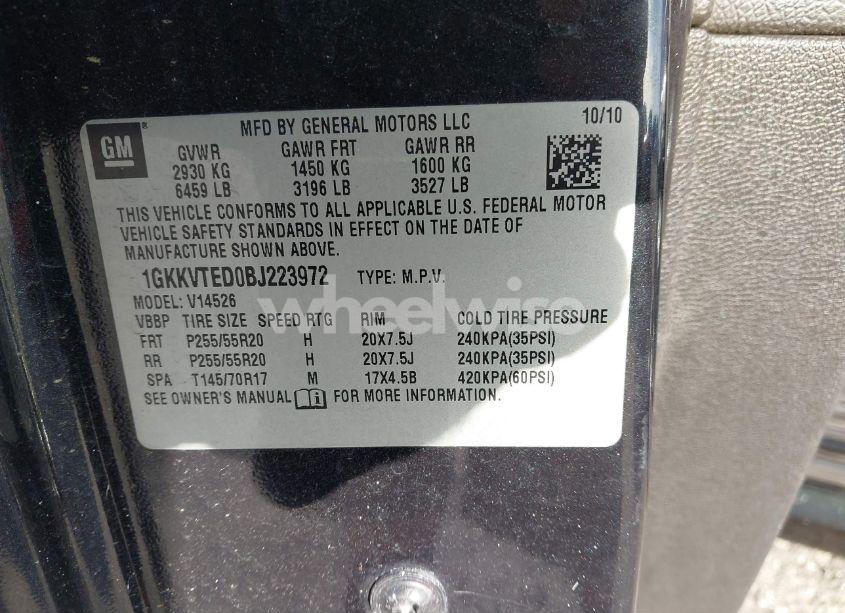 GM
MFD BY GENERAL MOTORS LLC 10/10
GVWR GAWR FRT GAWR RR
2930 KG 1450 KG 1600 KG
6459 LB 3196 LB 3527 LB
THIS VEHICLE CONFORMS TO ALL APPLICABLE U.S. FEDERAL MOTOR
VEHICLE SAFETY STANDARDS IN EFFECT ON THE DATE OF
MANUFACTURE SHOWN ABOVE.
1GKKVTED0BJ223972 TYPE: M.P.V.
MODEL: V14526
wheelwise
VBBP TIRE SIZE SPEED RTG RIM COLD TIRE PRESSURE
FRT P255/55R20 H 20X7.5J 240KPA(35PSI)
RR P255/55R20 H 20X7.5J 240KPA(35PSI)
SPA T145/70R17 M 17X4.5B 420KPA(60PSI)
SEE OWNER'S MANUAL FOR MORE INFORMATION.